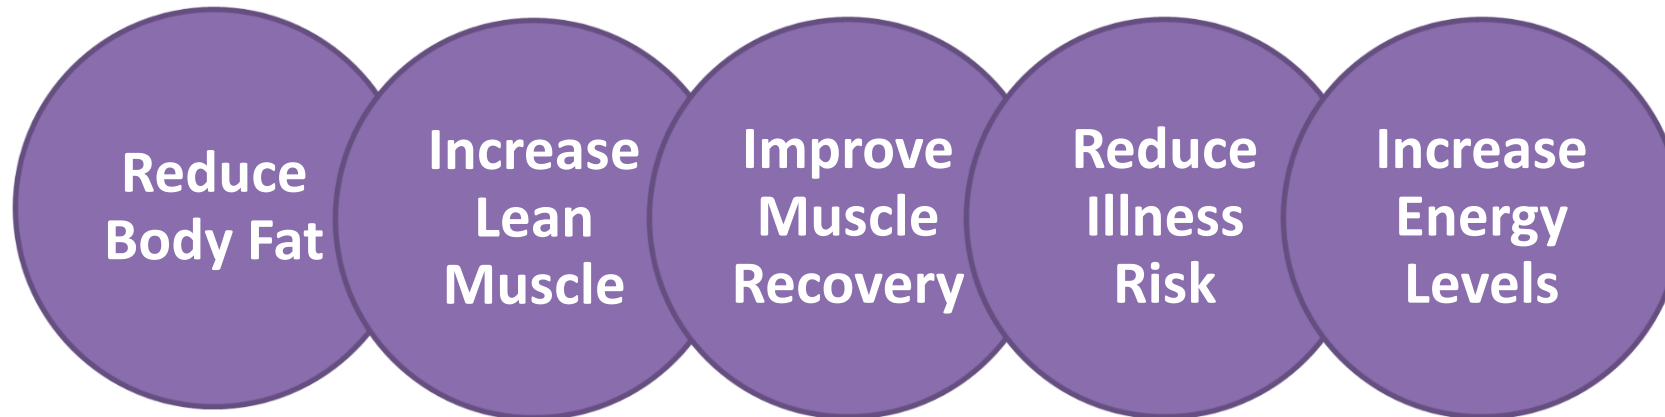 Reduce
Body Fat
Increase
Lean
Muscle
Improve
Muscle
Recovery
Reduce
Illness
Risk
Increase
Energy
Levels